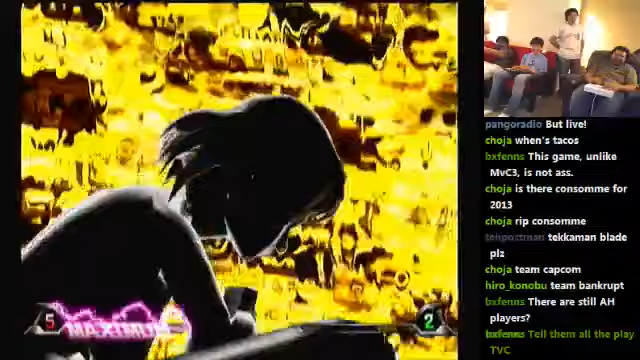 5
MAXIMUM
2
pangoradio But live!
choja when's tacos
bxfenns This game, unlike
MvC3, is not ass.
choja is there consomme for
2013
choja rip consomme
tenpostman tekkaman blade
plz
choja team capcom
hiro_konobu team bankrupt
bxfenns There are still AH
players?
bxfenns Tell them all the play
TVC